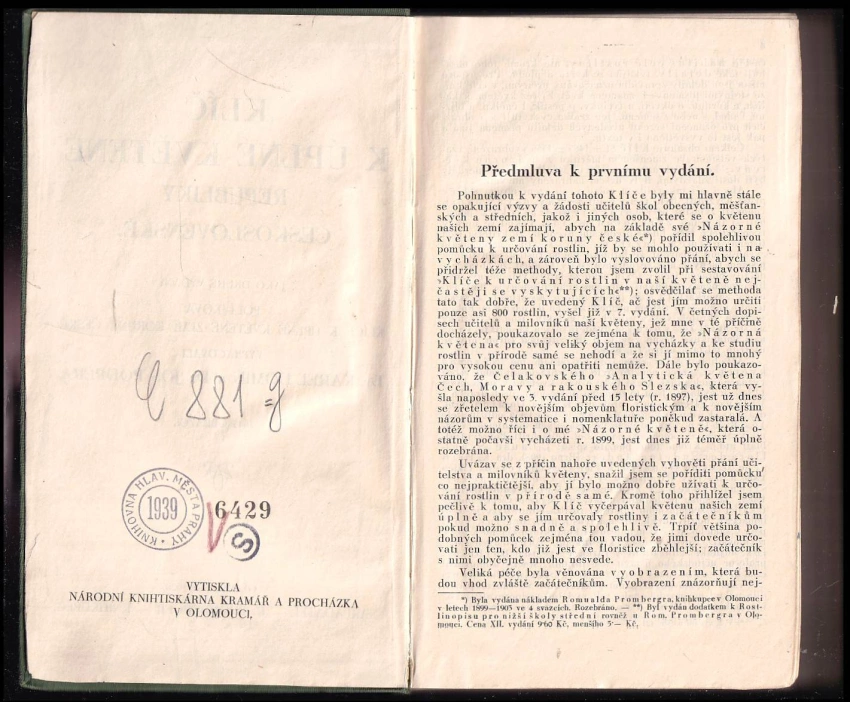 C 881 g
KNIHOVNA HLAV. MĚSTA PRAHY
1939
6429
S
VYTISKLA
NÁRODNÍ KNIHTISKÁRNA KRAMÁŘ A PROCHÁZKA
V OLOMOUCI.
Předmluva k prvnímu vydání.
Pohnutkou k vydání tohoto Klíče byly mi hlavně stále
se opakující výzvy a žádosti učitelů škol obecných, měšťan-
ských a středních, jakož i jiných osob, které se o květenu
našich zemí zajímají, abych na základě své »Názorné
květeny zemí koruny české«*) pořídil spolehlivou
pomůcku k určování rostlin, jíž by se mohlo používati i na
vycházkách, a zároveň bylo vyslovováno přání, abych se
přidržel téže methody, kterou jsem zvolil při sestavování
»Klíče k určování rostlin v naší květeně nej-
častěji se vyskytujících«**); osvědčilať se methoda
tato tak dobře, že uvedený Klíč, ač jest jím možno určiti
pouze asi 800 rostlin, vyšel již v 7. vydání. V četných dopi-
sech učitelů a milovníků naší květeny, jež mne v té příčině
docházely, poukazovalo se zejména k tomu, že »Názorná
květena« pro svůj veliký objem na vycházky a ke studiu
rostlin v přírodě samé se nehodí a že si jí mimo to mnohý
pro vysokou cenu ani opatřiti nemůže. Dále bylo poukazo-
váno, že Čelakovského »Analytická květena
Čech, Moravy a rakouského Slezska«, která vy-
šla naposledy ve 3. vydání před 15 lety (r. 1897), jest už dnes
se zřetelem k novějším objevům floristickým a k novějším
názorům v systematice i nomenklatuře poněkud zastaralá. A
totéž možno říci i o mé »Názorné květeně«, která o-
statně počavši vycházeti r. 1899, jest dnes již téměř úplně
rozebrána.
Uvázav se z příčin nahoře uvedených vyhověti přání uči-
telstva a milovníků květeny, snažil jsem se poříditi pomůcku
co nejpraktičtější, aby jí bylo možno dobře užívati k určo-
vání rostlin v přírodě samé. Kromě toho přihlížel jsem
pečlivě k tomu, aby Klíč vyčerpával květenu našich zemí
úplně a aby se jím určovaly rostliny i začátečníkům
pokud možno snadně a spolehlivě. Trpíť většina po-
dobných pomůcek zejména tou vadou, že jimi dovede určo-
vati jen ten, kdo již jest ve floristice zběhlejší; začátečník
s nimi obyčejně mnoho nesvede.
Veliká péče byla věnována vyobrazením, která bu-
dou vhod zvláště začátečníkům. Vyobrazení znázorňují nej-
*) Byla vydána nákladem Romualda Prombergra, knihkupce v Olomouci
v letech 1899—1903 ve 4 svazcích. Rozebráno. — **) Byl vydán dodatkem k Rost-
linopisu pro nižší školy střední rovněž u Rom. Prombergra v Olo-
mouci. Cena XII. vydání 9·60 Kč, menšího 3·— Kč.